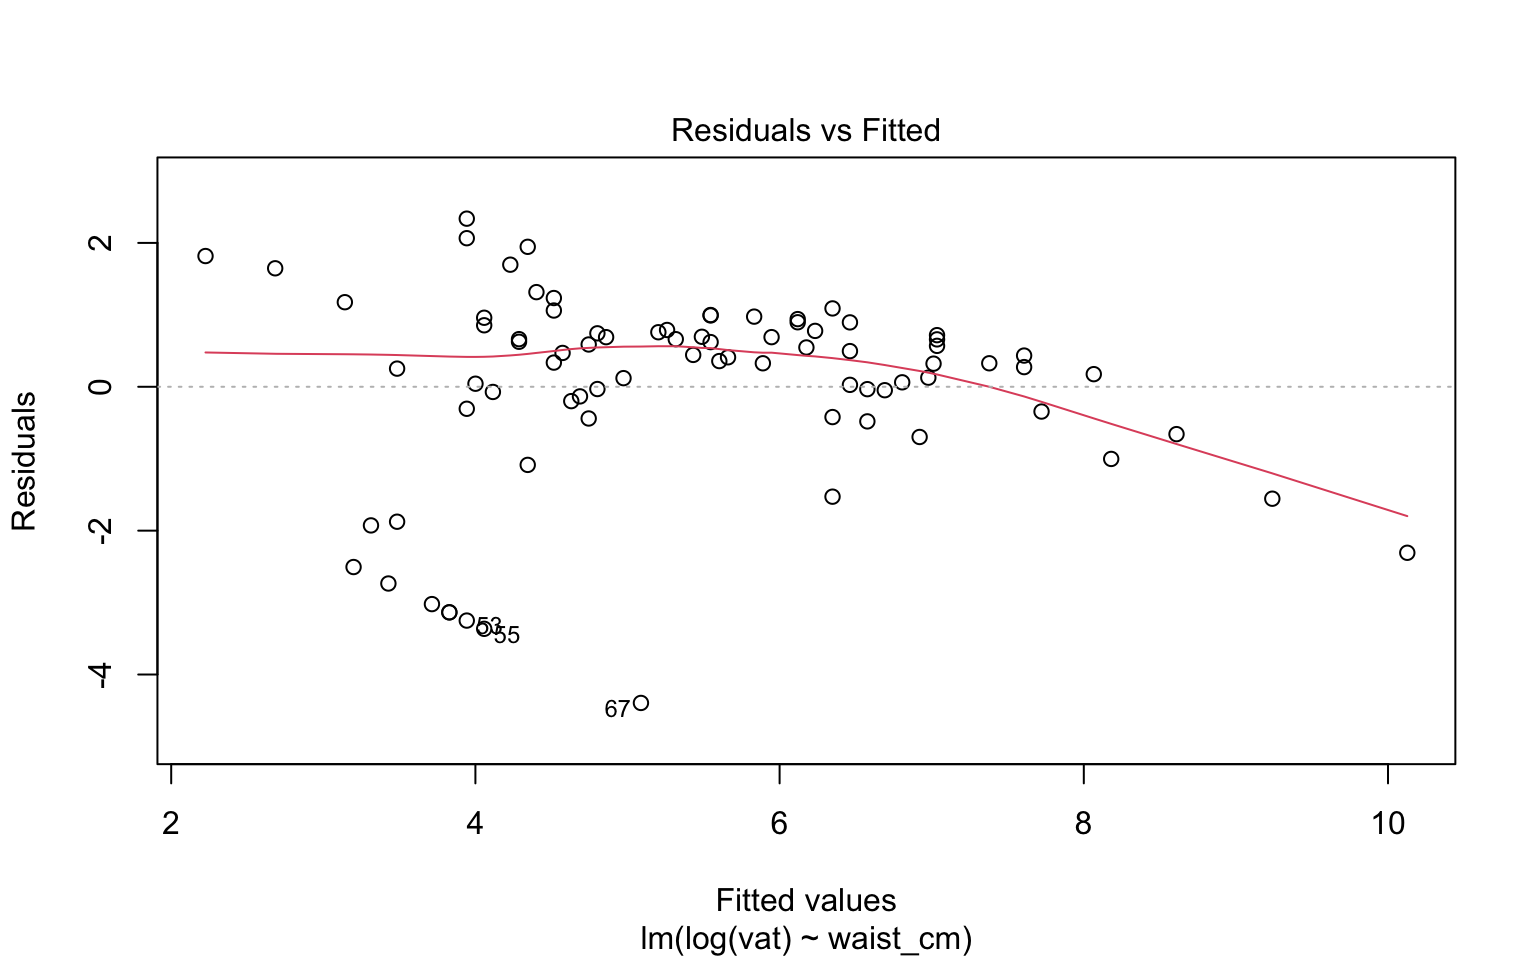 Residuals vs Fitted
Residuals
2
0
-2
-4
53
55
67
2 4 6 8 10
Fitted values
lm(log(vat) ~ waist_cm)